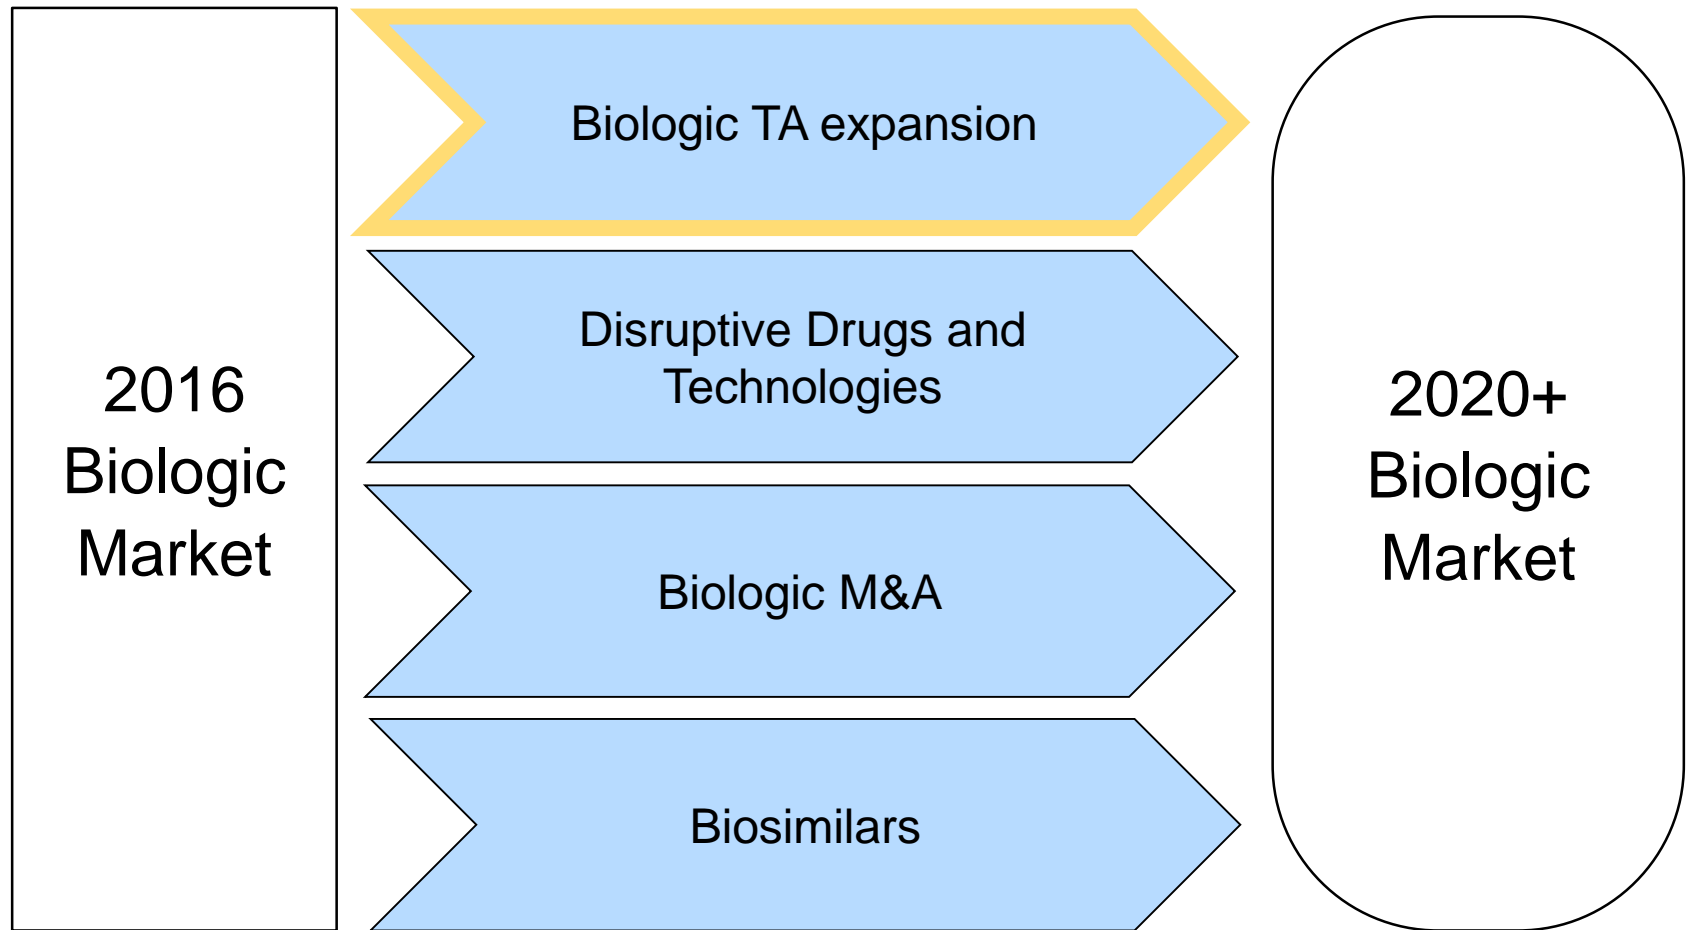 2016
Biologic
Market
Biologic TA expansion
Disruptive Drugs and
Technologies
Biologic M&A
Biosimilars
2020+
Biologic
Market